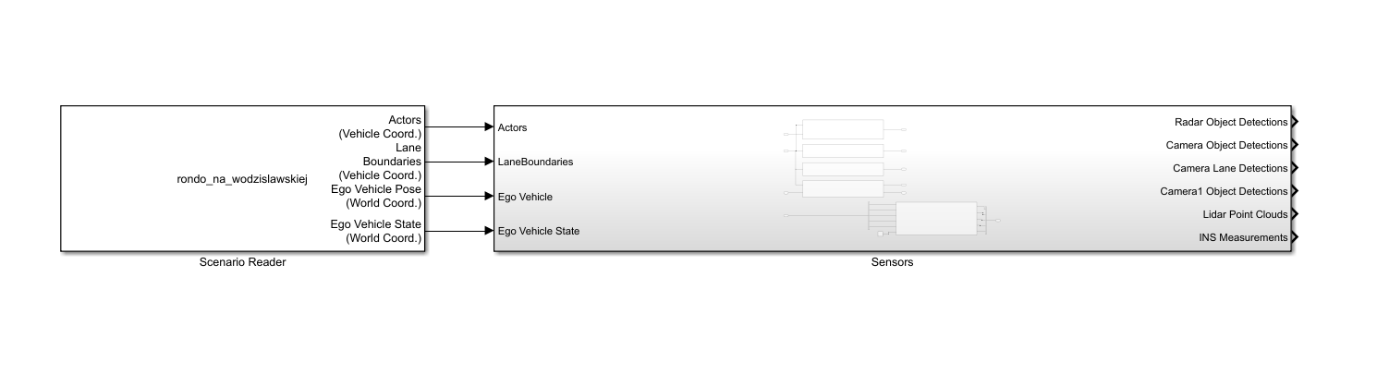 rondo_na_wodzislawskiej
Actors
(Vehicle Coord.)
Lane
Boundaries
(Vehicle Coord.)
Ego Vehicle Pose
(World Coord.)
Ego Vehicle State
(World Coord.)
Scenario Reader
Actors
LaneBoundaries
Ego Vehicle
Ego Vehicle State
Radar Object Detections
Camera Object Detections
Camera Lane Detections
Camera1 Object Detections
Lidar Point Clouds
INS Measurements
Sensors